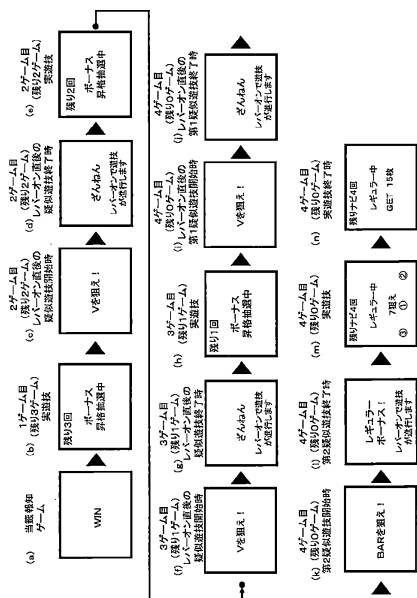 (a)
当籤報知
ゲーム
WIN
(b)
1ゲーム目
(残り3ゲーム)
実遊技
残り3回
ボーナス
昇格抽選中
(c)
2ゲーム目
(残り2ゲーム)
レバーオン直後の
疑似遊技開始時
Vを狙え！
(d)
2ゲーム目
(残り2ゲーム)
レバーオン直後の
疑似遊技終了時
ざんねん
レバーオンで遊技
が進行します
(e)
2ゲーム目
(残り2ゲーム)
実遊技
残り2回
ボーナス
昇格抽選中
(f)
3ゲーム目
(残り1ゲーム)
レバーオン直後の
疑似遊技開始時
Vを狙え！
(g)
3ゲーム目
(残り1ゲーム)
レバーオン直後の
疑似遊技終了時
ざんねん
レバーオンで遊技
が進行します
(h)
3ゲーム目
(残り1ゲーム)
実遊技
残り1回
ボーナス
昇格抽選中
(i)
4ゲーム目
(残り0ゲーム)
レバーオン直後の
第1疑似遊技開始時
Vを狙え！
(j)
4ゲーム目
(残り0ゲーム)
レバーオン直後の
第1疑似遊技終了時
ざんねん
レバーオンで遊技
が進行します
(k)
4ゲーム目
(残り0ゲーム)
第2疑似遊技開始時
BARを狙え！
(l)
4ゲーム目
(残り0ゲーム)
第2疑似遊技終了時
レギュラー
ボーナス！
レバーオンで遊技
が進行します
(m)
4ゲーム目
(残り0ゲーム)
実遊技
残りナビ4回
レギュラー中
7狙え
③ ① ②
(n)
4ゲーム目
(残り0ゲーム)
実遊技
残りナビ4回
レギュラー中
GET 15枚